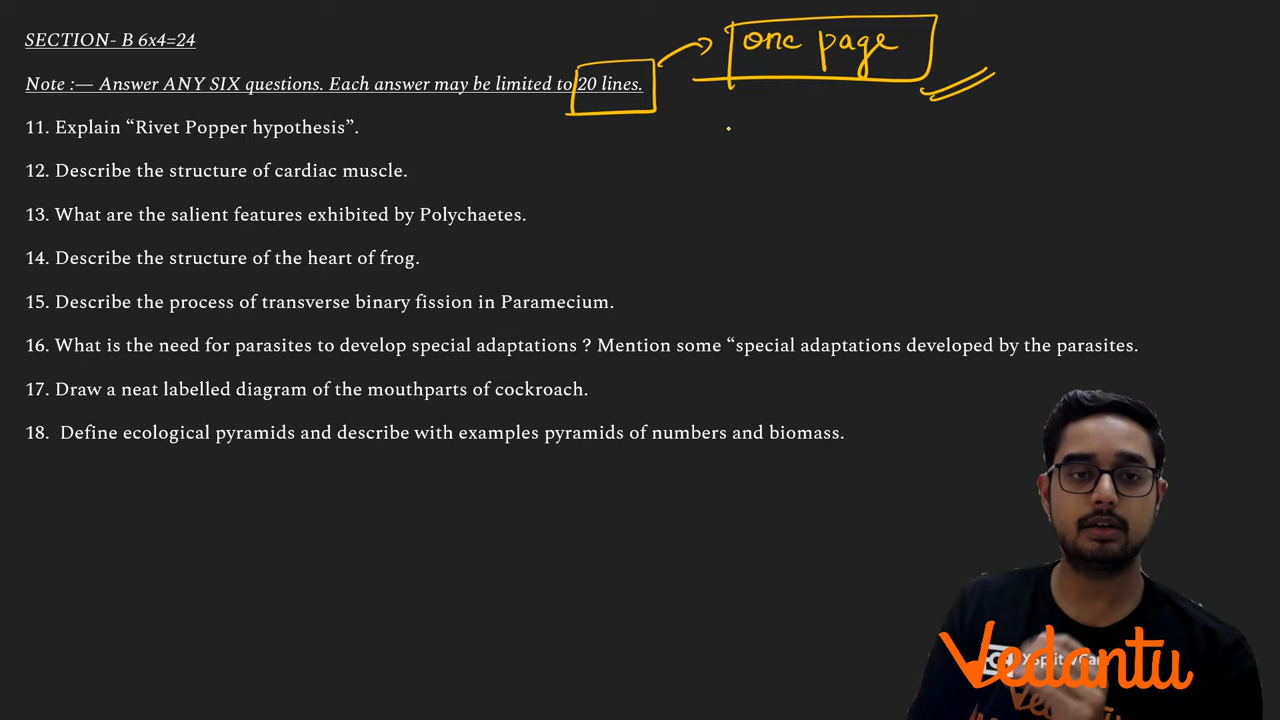 SECTION- B 6x4=24
one page
Note :— Answer ANY SIX questions. Each answer may be limited to 20 lines.
11. Explain “Rivet Popper hypothesis”.
12. Describe the structure of cardiac muscle.
13. What are the salient features exhibited by Polychaetes.
14. Describe the structure of the heart of frog.
15. Describe the process of transverse binary fission in Paramecium.
16. What is the need for parasites to develop special adaptations ? Mention some “special adaptations developed by the parasites.
17. Draw a neat labelled diagram of the mouthparts of cockroach.
18. Define ecological pyramids and describe with examples pyramids of numbers and biomass.
Vedantu